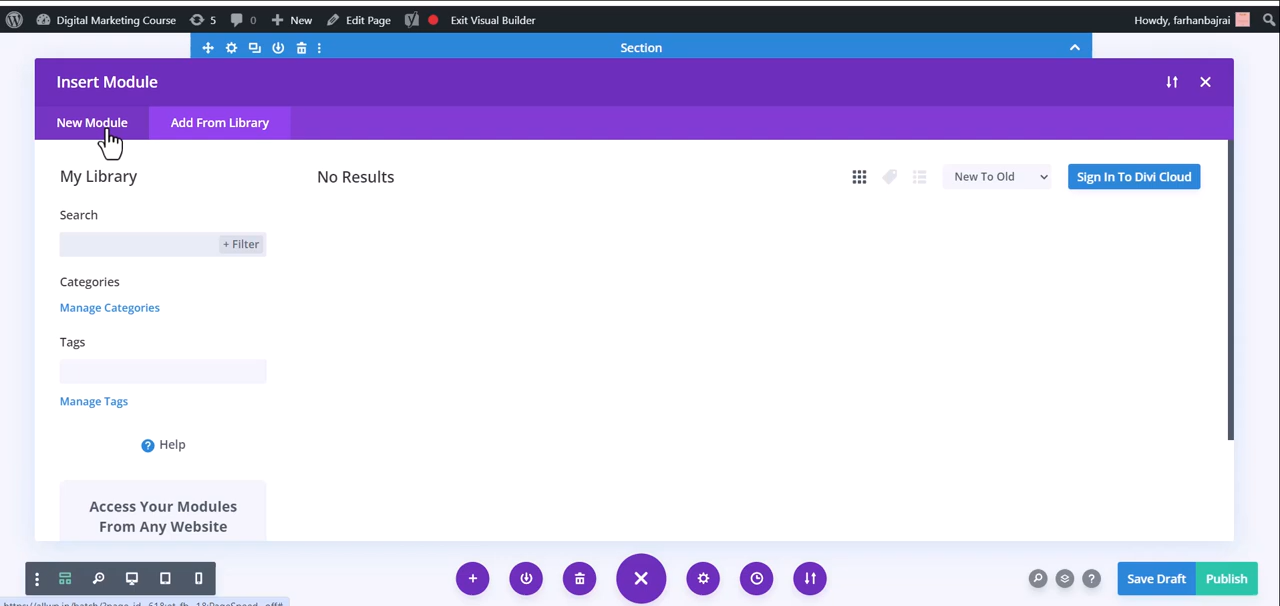 Digital Marketing Course 5 0 New Edit Page Exit Visual Builder Howdy, farhanbajrai
Section
Insert Module
New Module Add From Library
My Library No Results New To Old Sign In To Divi Cloud
Search
+ Filter
Categories
Manage Categories
Tags
Manage Tags
? Help
Access Your Modules
From Any Website
Save Draft Publish